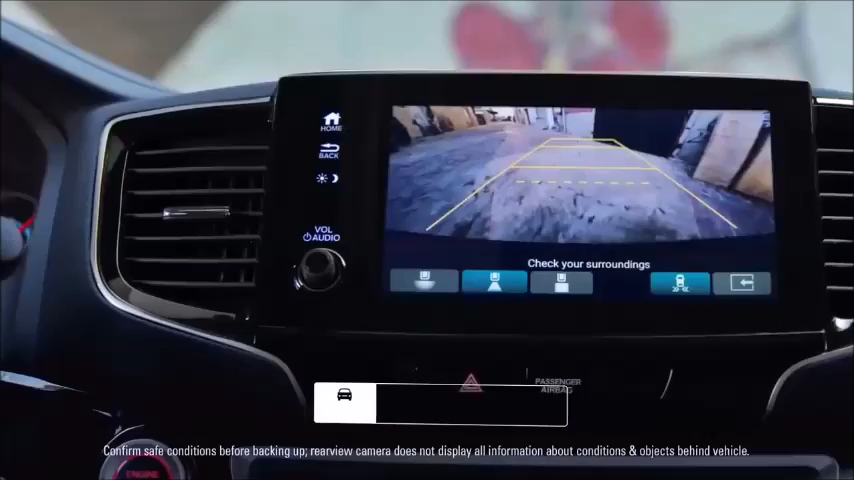 HOME
BACK
VOL
AUDIO
Check your surroundings
PASSENGER
AIRBAG
Confirm safe conditions before backing up; rearview camera does not display all information about conditions & objects behind vehicle.
ENGINE